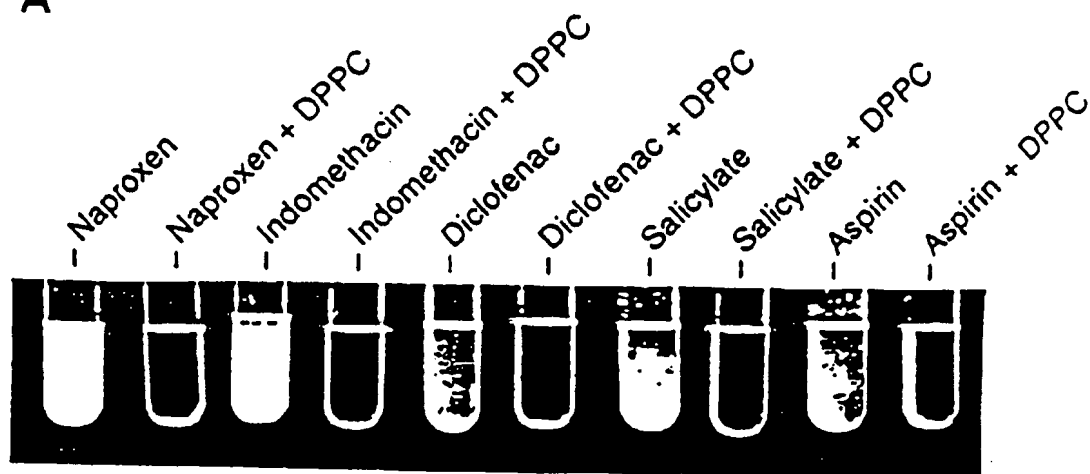 A
Naproxen
Naproxen + DPPC
Indomethacin
Indomethacin + DPPC
Diclofenac
Diclofenac + DPPC
Salicylate
Salicylate + DPPC
Aspirin
Aspirin + DPPC